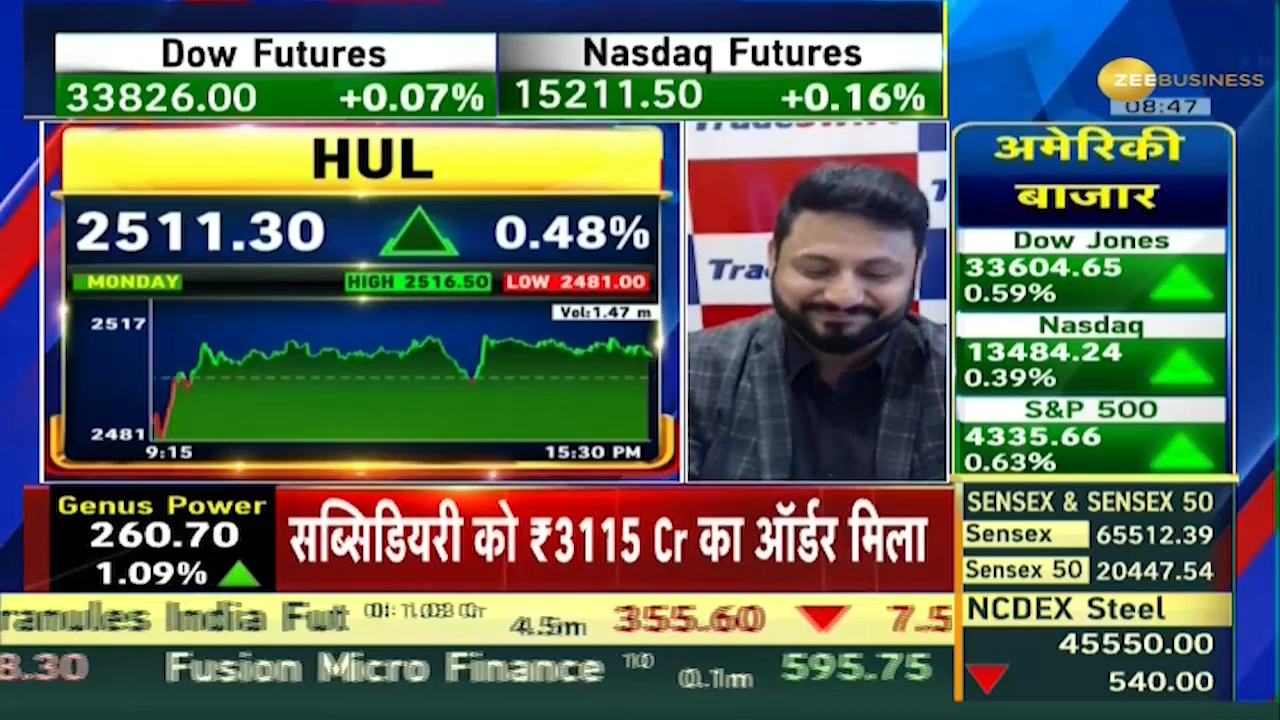 Dow Futures
33826.00 +0.07%
Nasdaq Futures
15211.50 +0.16%
ZEEBUSINESS
08:47
HUL
2511.30 0.48%
MONDAY HIGH 2516.50 LOW 2481.00
Vol:1.47 m
2517
2481
9:15 15:30 PM
अमेरिकी
बाजार
Dow Jones
33604.65
0.59%
Nasdaq
13484.24
0.39%
S&P 500
4335.66
0.63%
Genus Power
260.70
1.09%
सब्सिडियरी को ₹3115 Cr का ऑर्डर मिला
SENSEX & SENSEX 50
Sensex 65512.39
Sensex 50 20447.54
NCDEX Steel
45550.00
540.00
ranules India Fut 4.5m 355.60 7.5
8.30 Fusion Micro Finance 0.1m 595.75